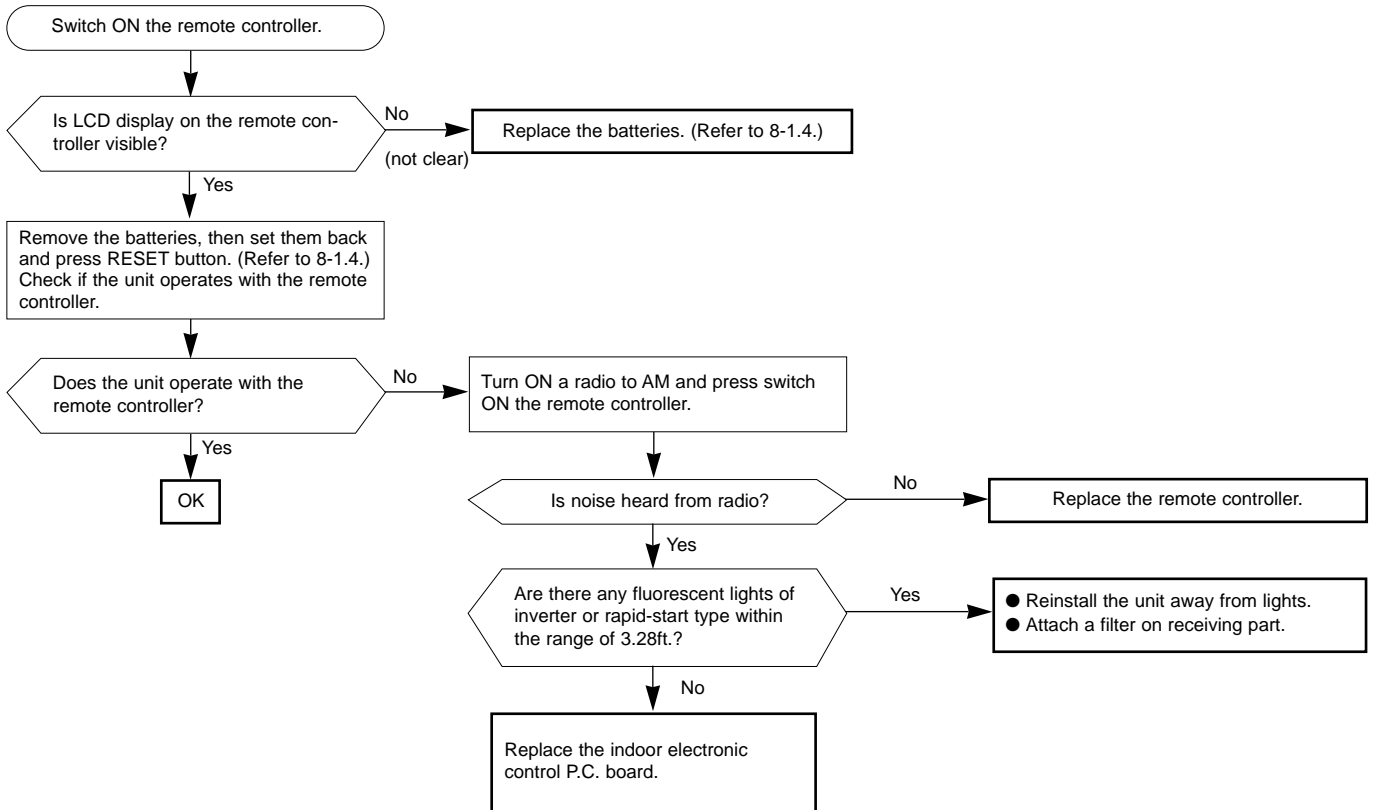 Switch ON the remote controller.
Is LCD display on the remote con-
troller visible?
No
(not clear)
Replace the batteries. (Refer to 8-1.4.)
Yes
Remove the batteries, then set them back
and press RESET button. (Refer to 8-1.4.)
Check if the unit operates with the remote
controller.
Does the unit operate with the
remote controller?
No
Turn ON a radio to AM and press switch
ON the remote controller.
Yes
OK
Is noise heard from radio?
No
Replace the remote controller.
Yes
Are there any fluorescent lights of
inverter or rapid-start type within
the range of 3.28ft.?
Yes
● Reinstall the unit away from lights.
● Attach a filter on receiving part.
No
Replace the indoor electronic
control P.C. board.